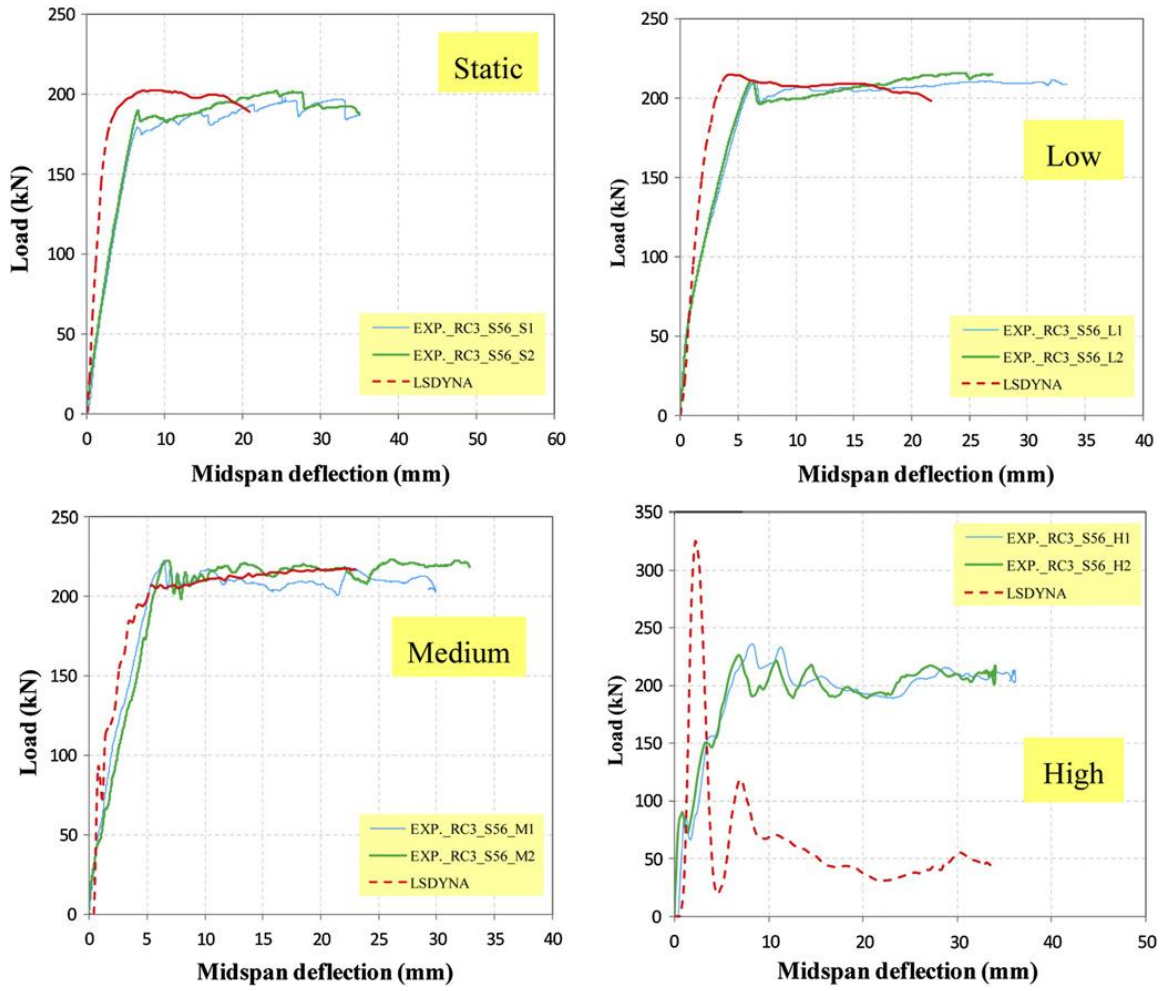 250
200
150
100
50
0
Load (kN)
Static
EXP._RC3_S56_S1
EXP._RC3_S56_S2
LSDYNA
0 10 20 30 40 50 60
Midspan deflection (mm)
250
200
150
100
50
0
Load (kN)
Low
EXP._RC3_S56_L1
EXP._RC3_S56_L2
LSDYNA
0 5 10 15 20 25 30 35 40
Midspan deflection (mm)
250
200
150
100
50
0
Load (kN)
Medium
EXP._RC3_S56_M1
EXP._RC3_S56_M2
LSDYNA
0 5 10 15 20 25 30 35 40
Midspan deflection (mm)
350
300
250
200
150
100
50
0
Load (kN)
EXP._RC3_S56_H1
EXP._RC3_S56_H2
LSDYNA
High
0 10 20 30 40 50
Midspan deflection (mm)